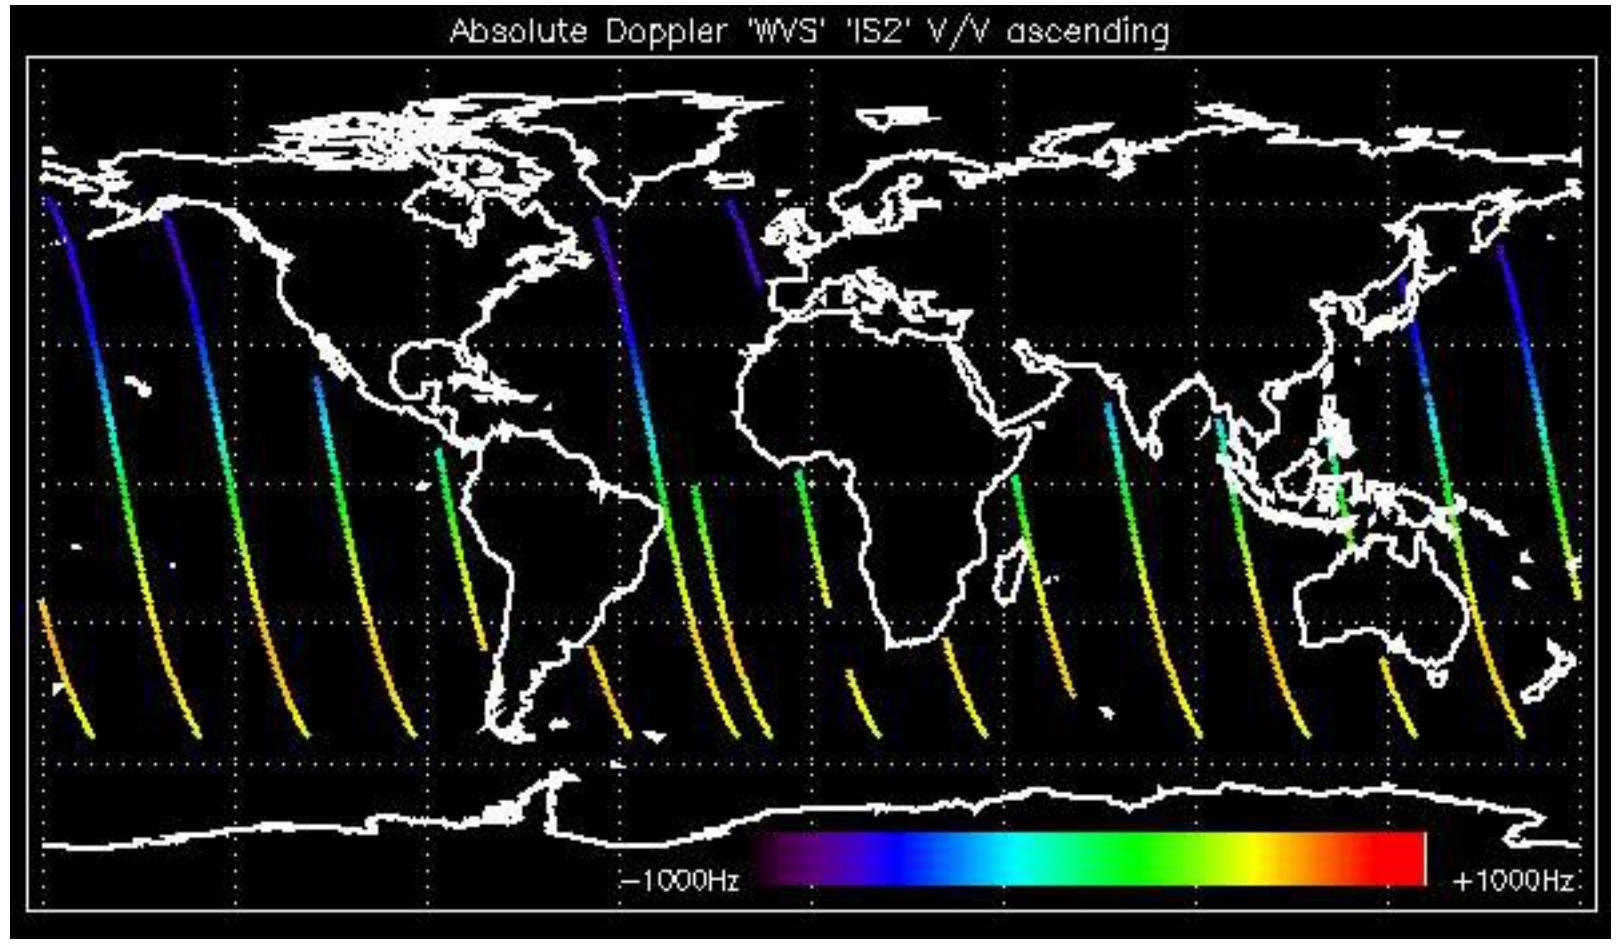 Absolute Doppler 'WVS' 'IS2' V/V ascending
−1000Hz
+1000Hz